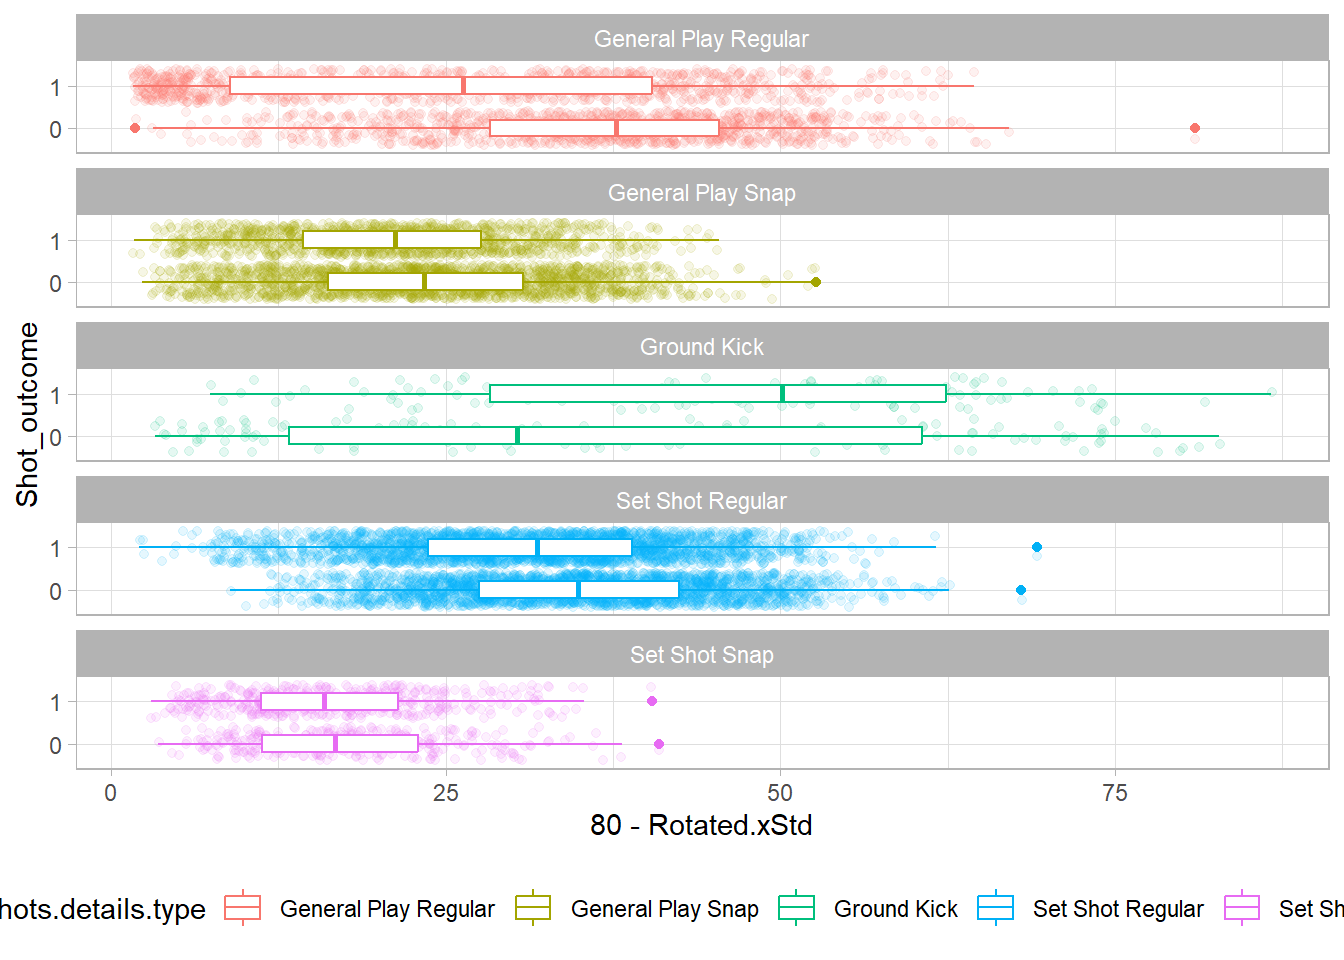 General Play Regular
1
0
General Play Snap
1
0
Ground Kick
1
0
Set Shot Regular
1
0
Set Shot Snap
1
0
0 25 50 75
80 - Rotated.xStd
Shot_outcome
hots.details.type General Play Regular General Play Snap Ground Kick Set Shot Regular Set Sh